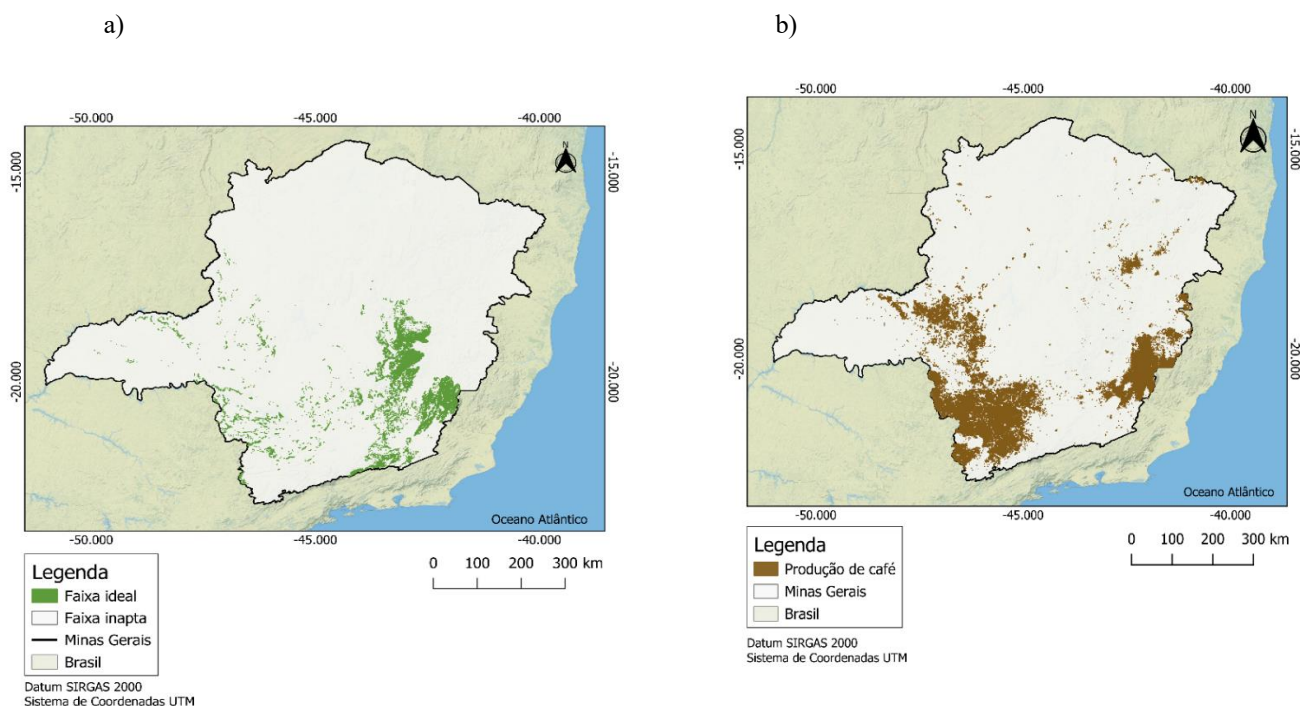 a)
-50.000
-45.000
-40.000
-15.000
-15.000
-20.000
-20.000
Oceano Atlântico
-50.000
-45.000
-40.000
0 100 200 300 km
Legenda
Faixa ideal
Faixa inapta
Minas Gerais
Brasil
Datum SIRGAS 2000
Sistema de Coordenadas UTM
b)
-50.000
-45.000
-40.000
-15.000
-15.000
-20.000
-20.000
Oceano Atlântico
-50.000
-45.000
-40.000
0 100 200 300 km
Legenda
Produção de café
Minas Gerais
Brasil
Datum SIRGAS 2000
Sistema de Coordenadas UTM